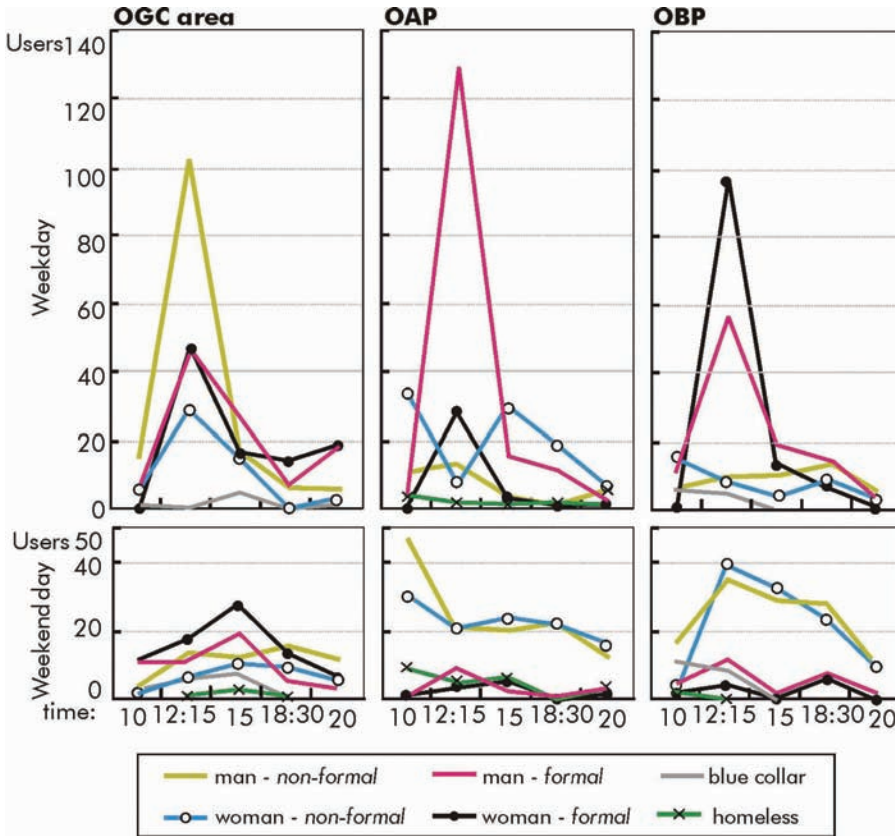 OGC area OAP OBP
Users 140
120
100
80
60
40
20
0
Weekday
Users 50
40
20
0
Weekend day
time: 10 12:15 15 18:30 20 10 12:15 15 18:30 20 10 12:15 15 18:30 20
man - non-formal man - formal blue collar
woman - non-formal woman - formal homeless